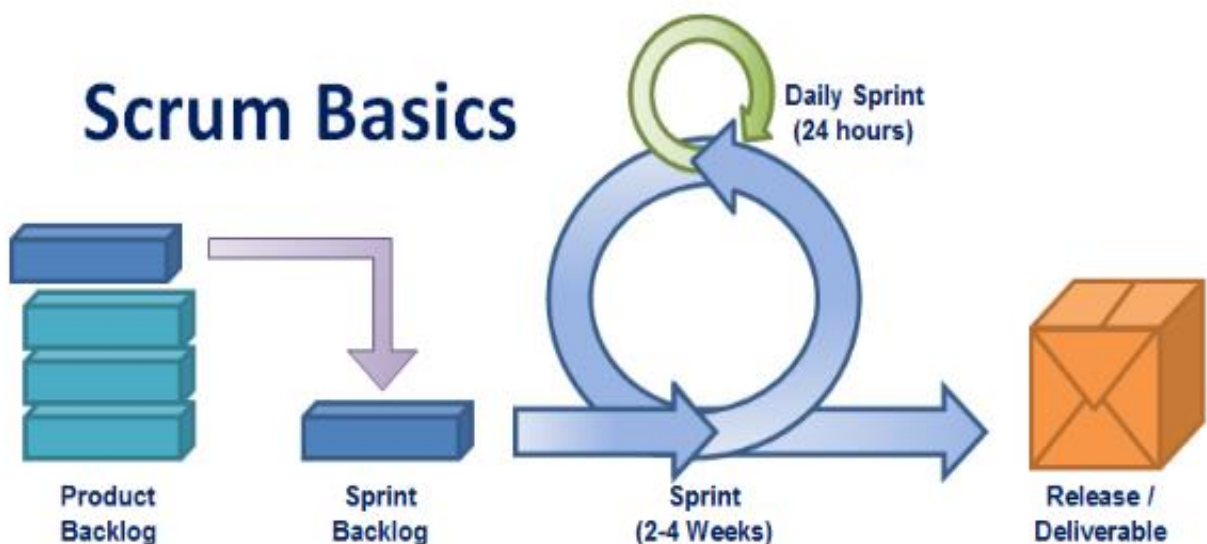 Scrum Basics
Daily Sprint
(24 hours)
Product
Backlog
Sprint
Backlog
Sprint
(2-4 Weeks)
Release /
Deliverable